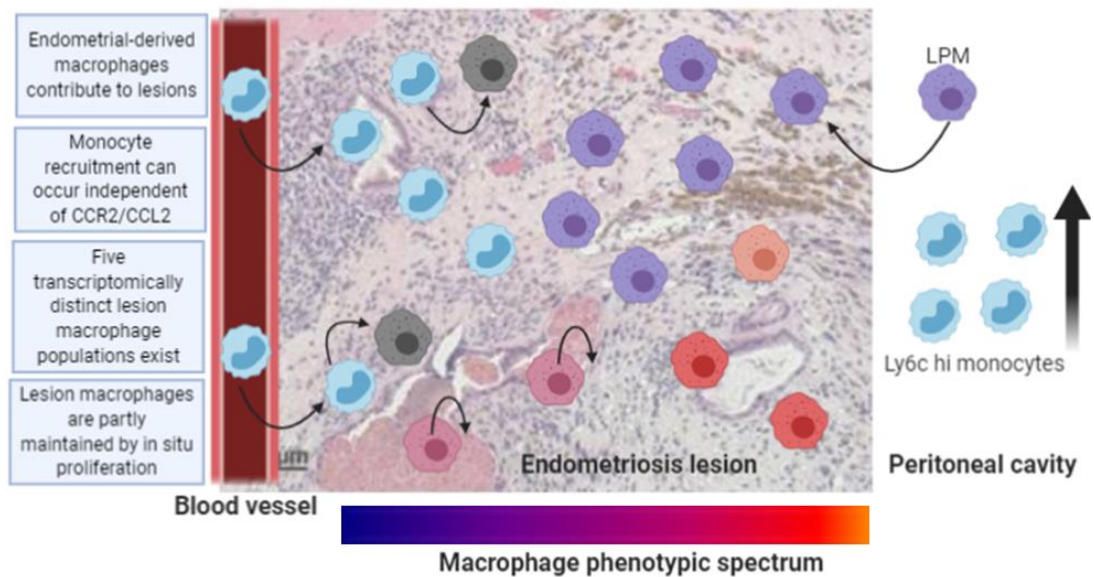 Endometrial-derived
macrophages
contribute to lesions
Monocyte
recruitment can
occur independent
of CCR2/CCL2
Five
transcriptomically
distinct lesion
macrophage
populations exist
Lesion macrophages
are partly
maintained by in situ
proliferation
LPM
Ly6c hi monocytes
µm
Endometriosis lesion
Peritoneal cavity
Blood vessel
Macrophage phenotypic spectrum